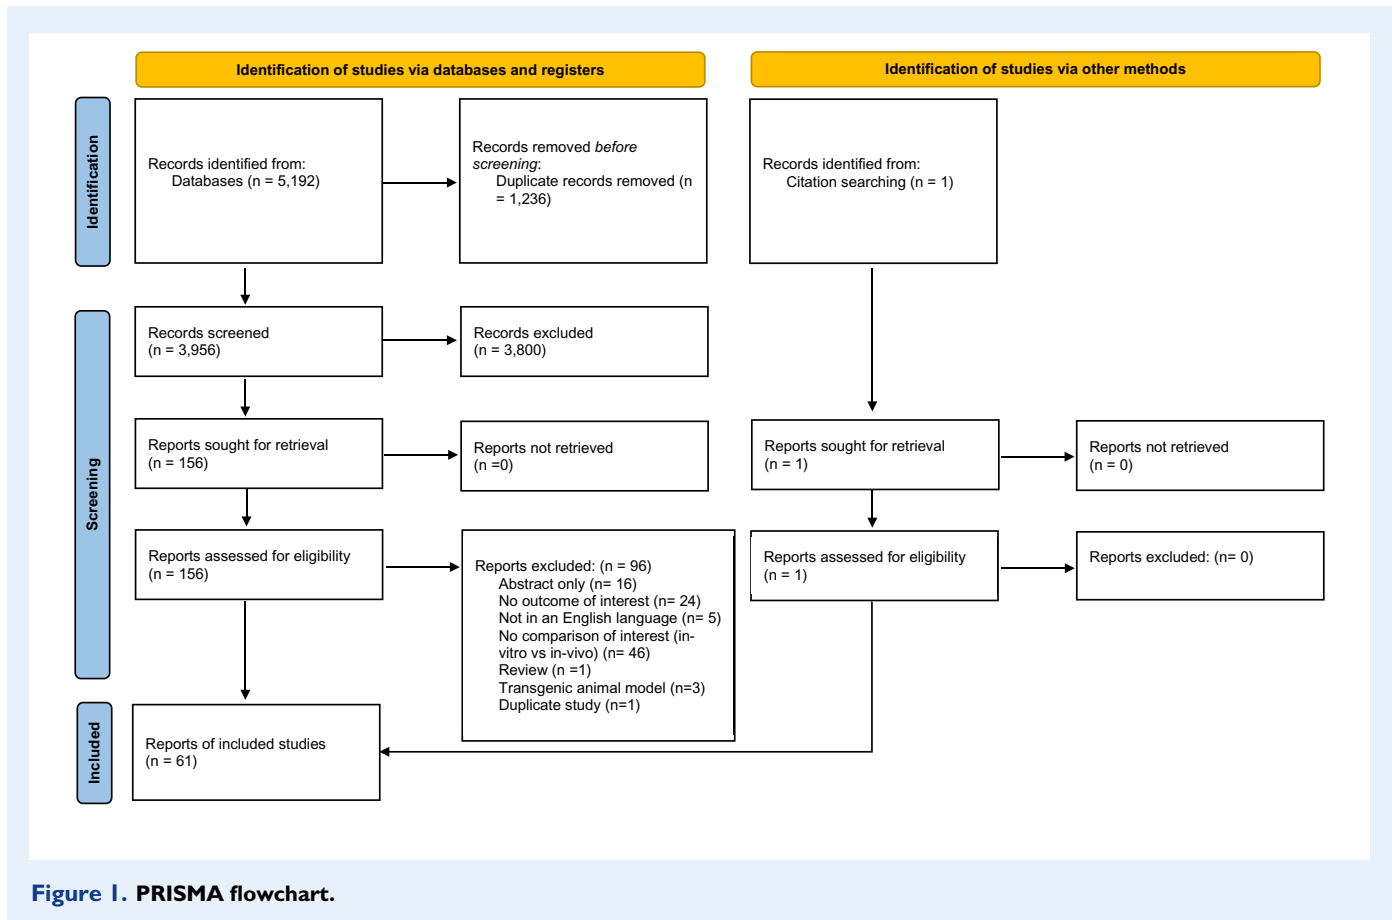 Identification of studies via databases and registers
Identification of studies via other methods
Identification
Records identified from:
Databases (n = 5,192)
Records removed before
screening:
Duplicate records removed (n
= 1,236)
Records identified from:
Citation searching (n = 1)
Screening
Records screened
(n = 3,956)
Records excluded
(n = 3,800)
Reports sought for retrieval
(n = 156)
Reports not retrieved
(n =0)
Reports sought for retrieval
(n = 1)
Reports not retrieved
(n = 0)
Reports assessed for eligibility
(n = 156)
Reports excluded: (n = 96)
Abstract only (n= 16)
No outcome of interest (n= 24)
Not in an English language (n= 5)
No comparison of interest (in-
vitro vs in-vivo) (n= 46)
Review (n =1)
Transgenic animal model (n=3)
Duplicate study (n=1)
Reports assessed for eligibility
(n = 1)
Reports excluded: (n= 0)
Included
Reports of included studies
(n = 61)
Figure 1. PRISMA flowchart.